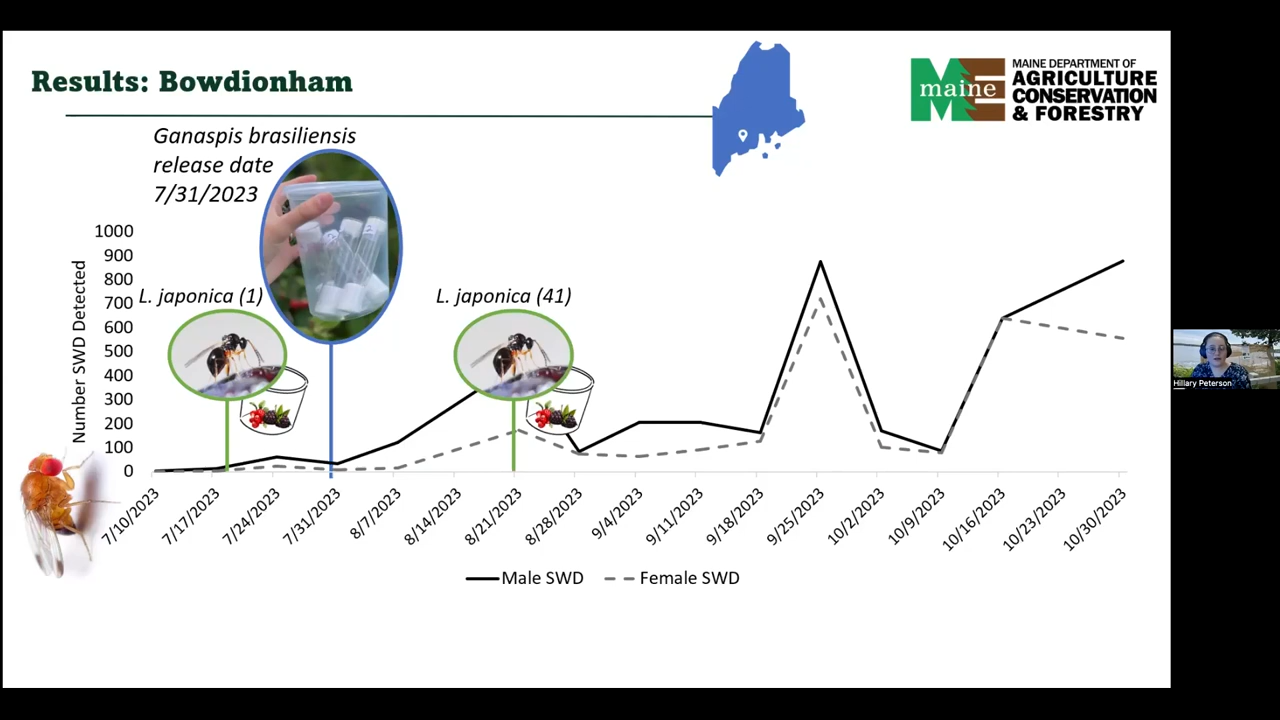 Results: Bowdionham
maine
MAINE DEPARTMENT OF
AGRICULTURE
CONSERVATION
& FORESTRY
Ganaspis brasiliensis
release date
7/31/2023
L. japonica (1)
L. japonica (41)
Number SWD Detected
1000
900
800
700
600
500
400
300
200
100
0
7/10/2023
7/17/2023
7/24/2023
7/31/2023
8/7/2023
8/14/2023
8/21/2023
8/28/2023
9/4/2023
9/11/2023
9/18/2023
9/25/2023
10/2/2023
10/9/2023
10/16/2023
10/23/2023
10/30/2023
Male SWD
Female SWD
Hillary Peterson